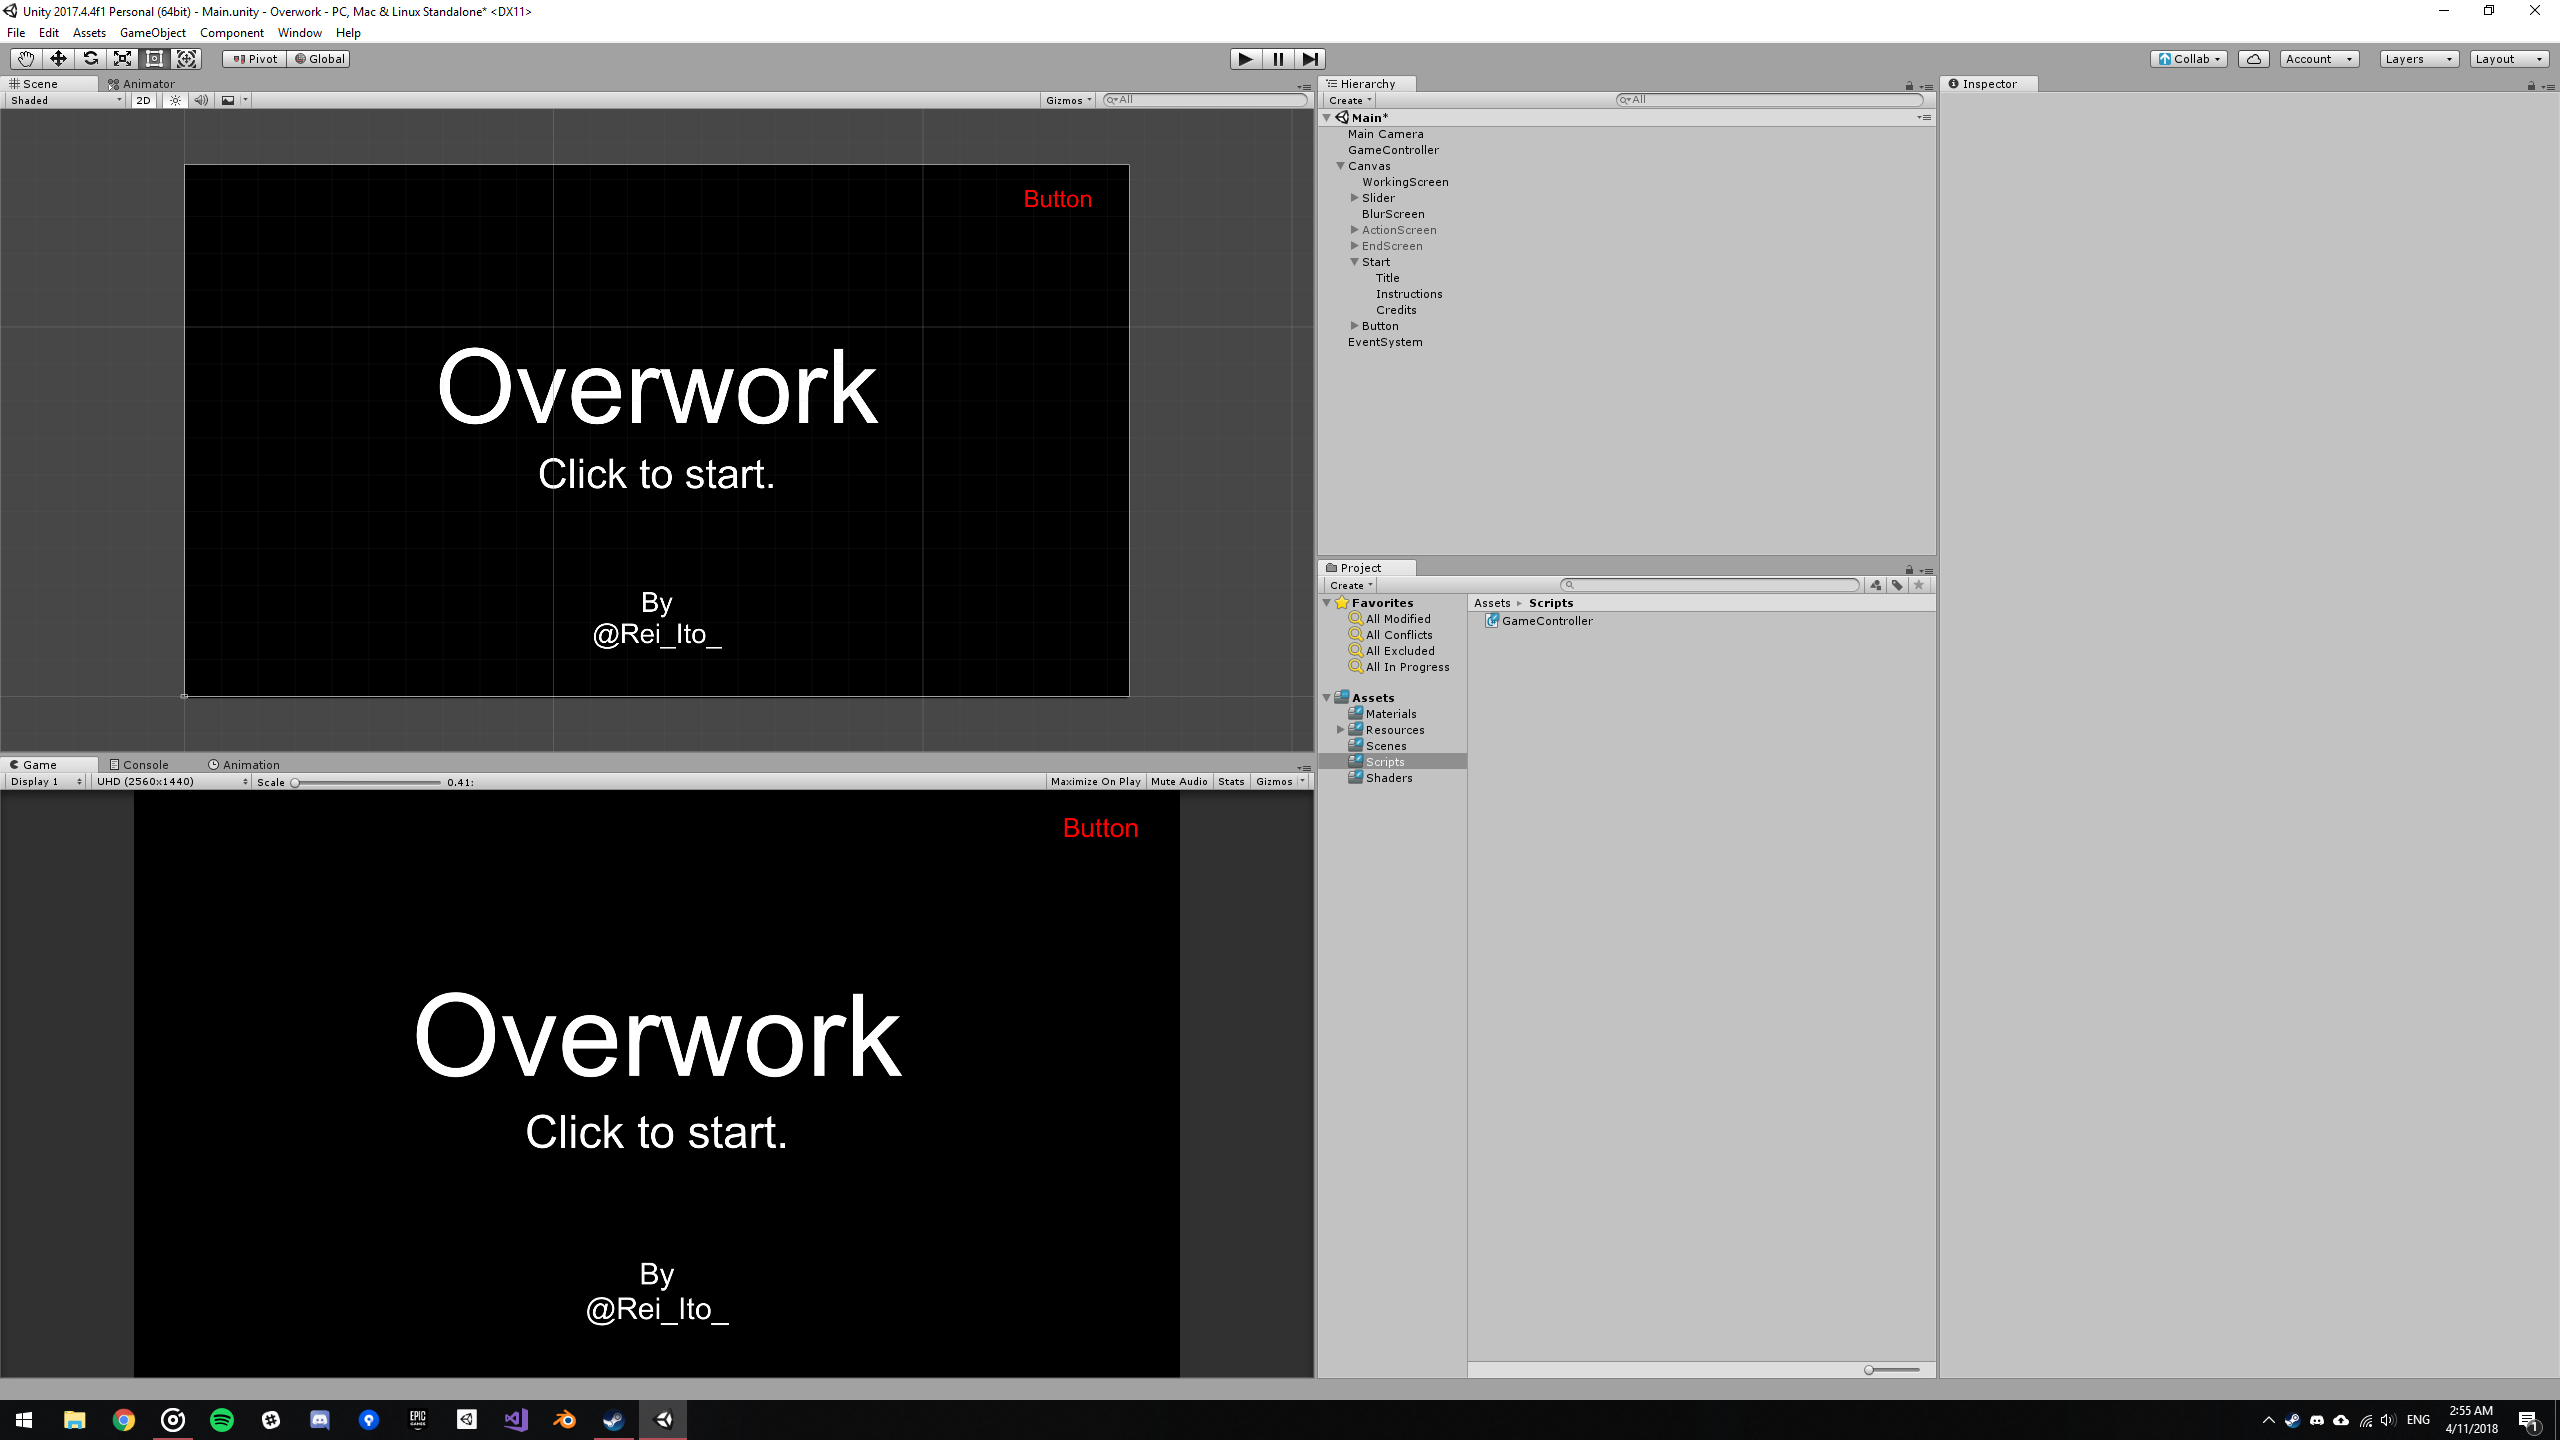 Unity 2017.4.4f1 Personal (64bit) - Main.unity - Overwork - PC, Mac & Linux Standalone* <DX11>
File Edit Assets GameObject Component Window Help
Pivot Global
Collab Account Layers Layout
Scene Animator
Shaded 2D Gizmos All
Button
Overwork
Click to start.
By
@Rei_Ito_
Game Console Animation
Display 1 UHD (2560x1440) Scale 0.41: Maximize On Play Mute Audio Stats Gizmos
Button
Overwork
Click to start.
By
@Rei_Ito_
Hierarchy
Create All
Main*
Main Camera
GameController
Canvas
WorkingScreen
Slider
BlurScreen
ActionScreen
EndScreen
Start
Title
Instructions
Credits
Button
EventSystem
Project
Create
Favorites
All Modified
All Conflicts
All Excluded
All In Progress
Assets
Materials
Resources
Scenes
Scripts
Shaders
Assets Scripts
GameController
Inspector
EPIC
GAMES
ENG
2:55 AM
4/11/2018
1